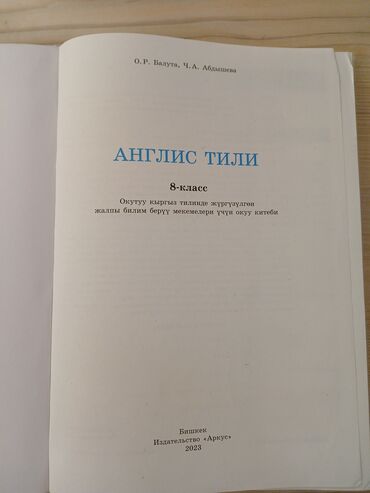 О. Р. Балута, Ч. А. Абдышева
АНГЛИС ТИЛИ
8-класс
Окутуу кыргыз тилинде жүргүзүлгөн
жалпы билим берүү мекемелери үчүн окуу китеби
Бишкек
Издательство «Аркус»
2023